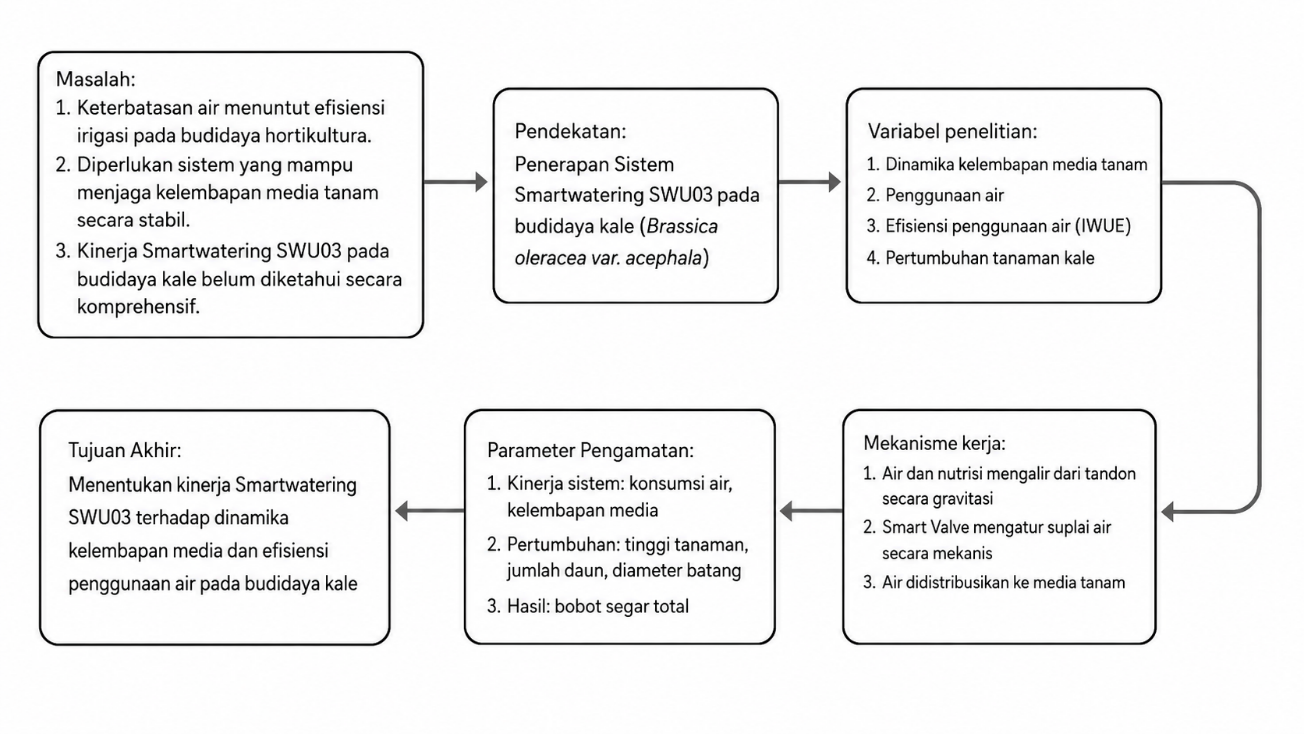 Masalah:
1. Keterbatasan air menuntut efisiensi
irigasi pada budidaya hortikultura.
2. Diperlukan sistem yang mampu
menjaga kelembapan media tanam
secara stabil.
3. Kinerja Smartwatering SWU03 pada
budidaya kale belum diketahui secara
komprehensif.
Pendekatan:
Penerapan Sistem
Smartwatering SWU03 pada
budidaya kale (Brassica
oleracea var. acephala)
Variabel penelitian:
1. Dinamika kelembapan media tanam
2. Penggunaan air
3. Efisiensi penggunaan air (IWUE)
4. Pertumbuhan tanaman kale
Mekanisme kerja:
1. Air dan nutrisi mengalir dari tandon
secara gravitasi
2. Smart Valve mengatur suplai air
secara mekanis
3. Air didistribusikan ke media tanam
Parameter Pengamatan:
1. Kinerja sistem: konsumsi air,
kelembapan media
2. Pertumbuhan: tinggi tanaman,
jumlah daun, diameter batang
3. Hasil: bobot segar total
Tujuan Akhir:
Menentukan kinerja Smartwatering
SWU03 terhadap dinamika
kelembapan media dan efisiensi
penggunaan air pada budidaya kale